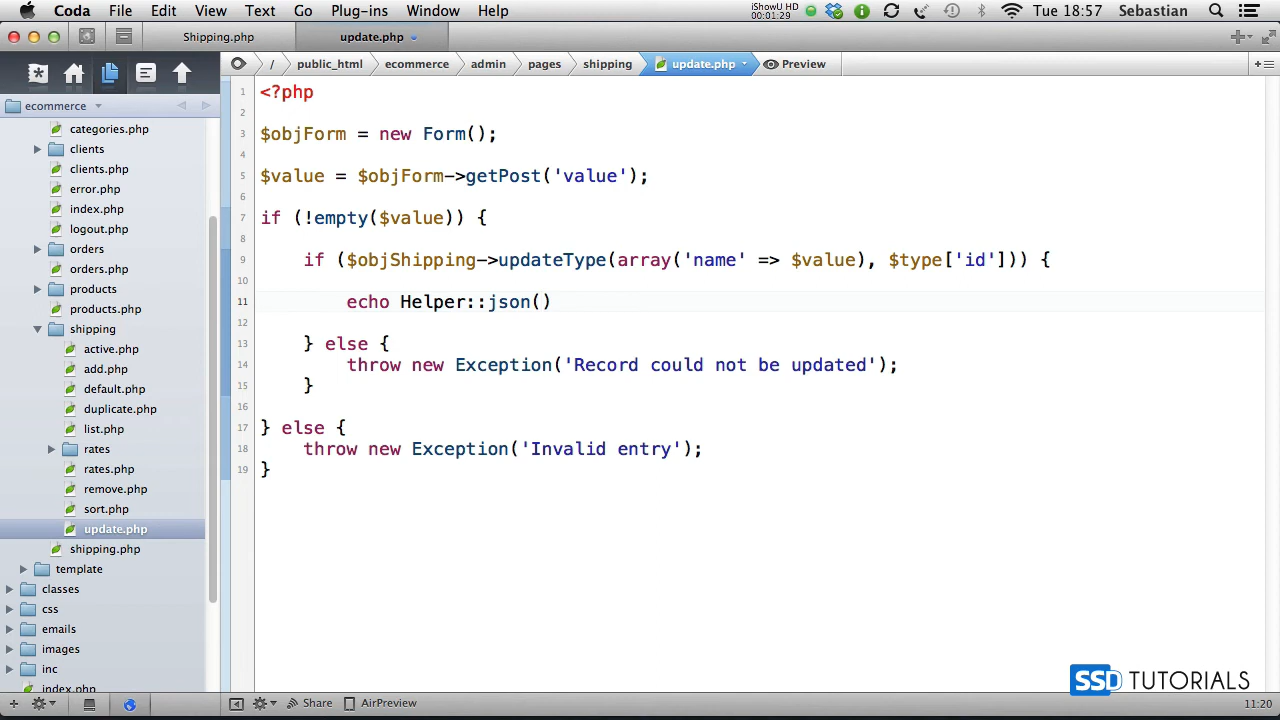 Coda File Edit View Text Go Plug-ins Window Help iShowU HD 00:01:29 Tue 18:57 Sebastian
Shipping.php update.php
/ public_html ecommerce admin pages shipping update.php Preview
ecommerce
categories.php
clients
clients.php
error.php
index.php
logout.php
orders
orders.php
products
products.php
shipping
active.php
add.php
default.php
duplicate.php
list.php
rates
rates.php
remove.php
sort.php
update.php
shipping.php
template
classes
css
emails
images
inc
index.php
1 <?php
2
3 $objForm = new Form();
4
5 $value = $objForm->getPost('value');
6
7 if (!empty($value)) {
8
9 if ($objShipping->updateType(array('name' => $value), $type['id'])) {
10
11 echo Helper::json()
12
13 } else {
14 throw new Exception('Record could not be updated');
15 }
16
17 } else {
18 throw new Exception('Invalid entry');
19 }
SSD TUTORIALS
Share AirPreview 11:20